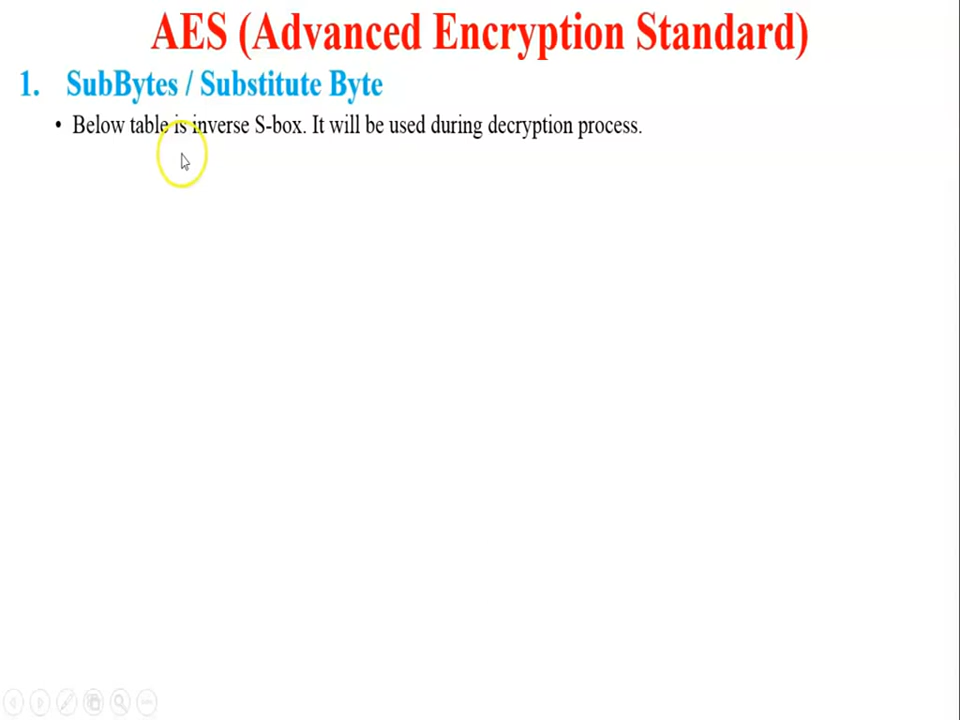 AES (Advanced Encryption Standard)
1. SubBytes / Substitute Byte
• Below table is inverse S-box. It will be used during decryption process.